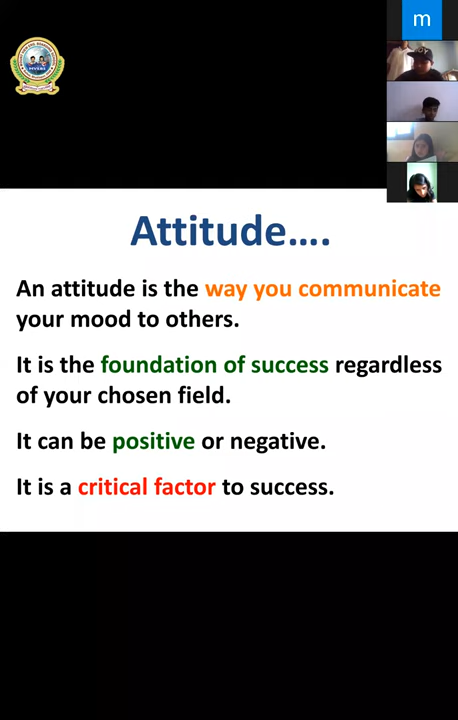 m
Attitude....
An attitude is the way you communicate
your mood to others.
It is the foundation of success regardless
of your chosen field.
It can be positive or negative.
It is a critical factor to success.